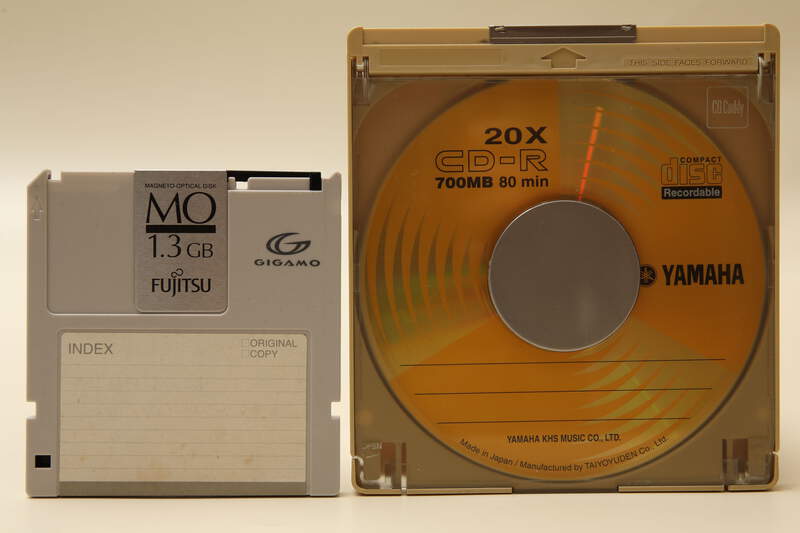 MAGNETO-OPTICAL DISK
MO
1.3 GB
FUJITSU
GIGAMO
INDEX
ORIGINAL
COPY
THIS SIDE FACES FORWARD
CD Caddy
20X
CD-R
700MB 80 min
COMPACT
disc
Recordable
YAMAHA
YAMAHA KHS MUSIC CO., LTD.
Made in Japan / Manufactured by TAIYOYUDEN Co., Ltd.
OPEN